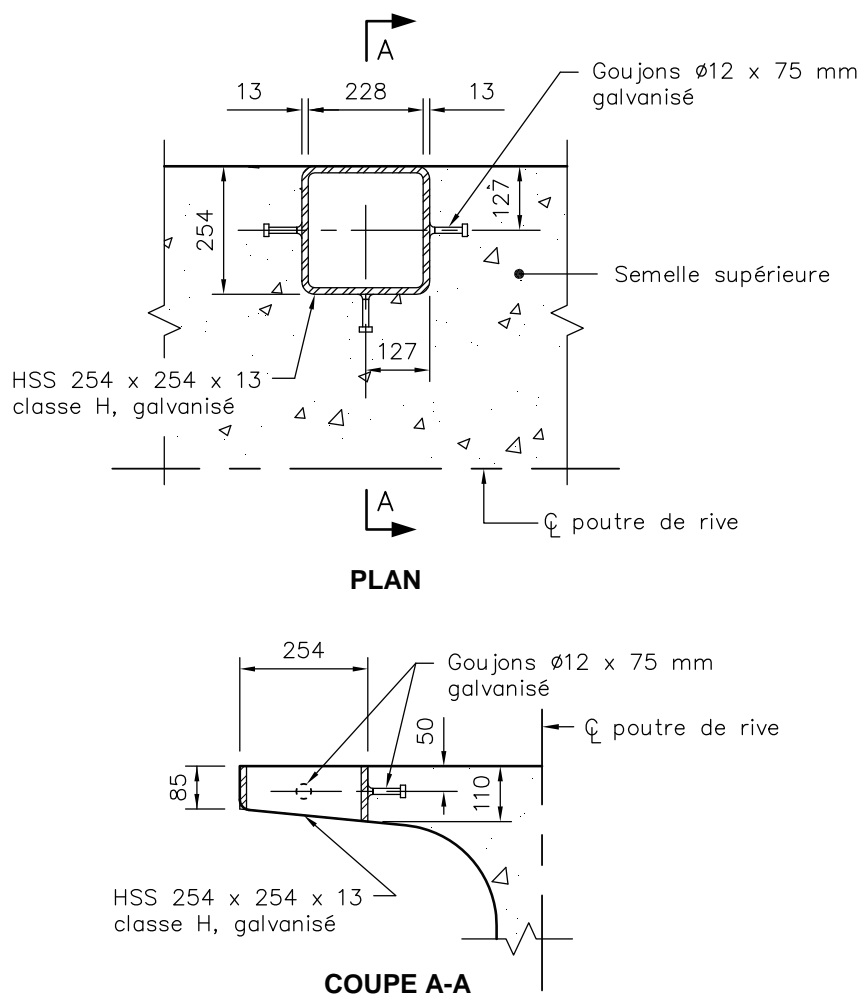 A
Goujons ø12 x 75 mm
galvanisé
13
228
13
254
127
Semelle supérieure
127
HSS 254 x 254 x 13
classe H, galvanisé
A
℄ poutre de rive
PLAN
254
Goujons ø12 x 75 mm
galvanisé
50
℄ poutre de rive
85
110
HSS 254 x 254 x 13
classe H, galvanisé
COUPE A-A